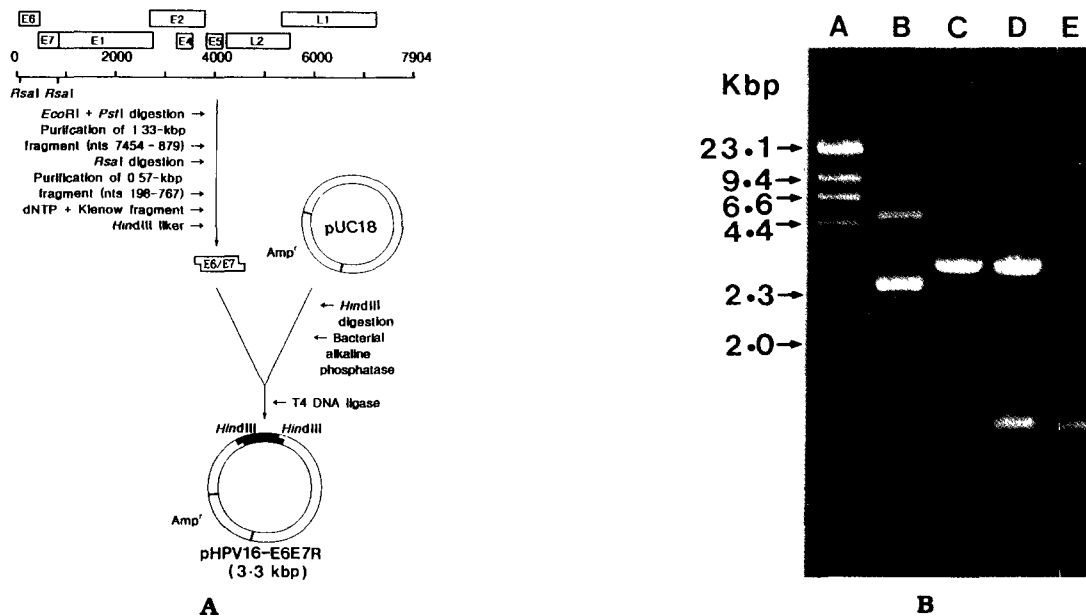 E6
E2
L1
E7
E1
E4
E5
L2
0
2000
4000
6000
7904
RsaI RsaI
EcoRI + PstI digestion →
Purification of 1·33-kbp
fragment (nts 7454-879) →
RsaI digestion →
Purification of 0·57-kbp
fragment (nts 198-767) →
dNTP + Klenow fragment →
HindIII liker →
pUC18
Ampʳ
E6/E7
← HindIII
digestion
← Bacterial
alkaline
phosphatase
← T4 DNA ligase
HindIII HindIII
Ampʳ
pHPV16-E6E7R
(3·3 kbp)
A
A B C D E
Kbp
23·1→
9·4→
6·6→
4·4→
2·3→
2·0→
B